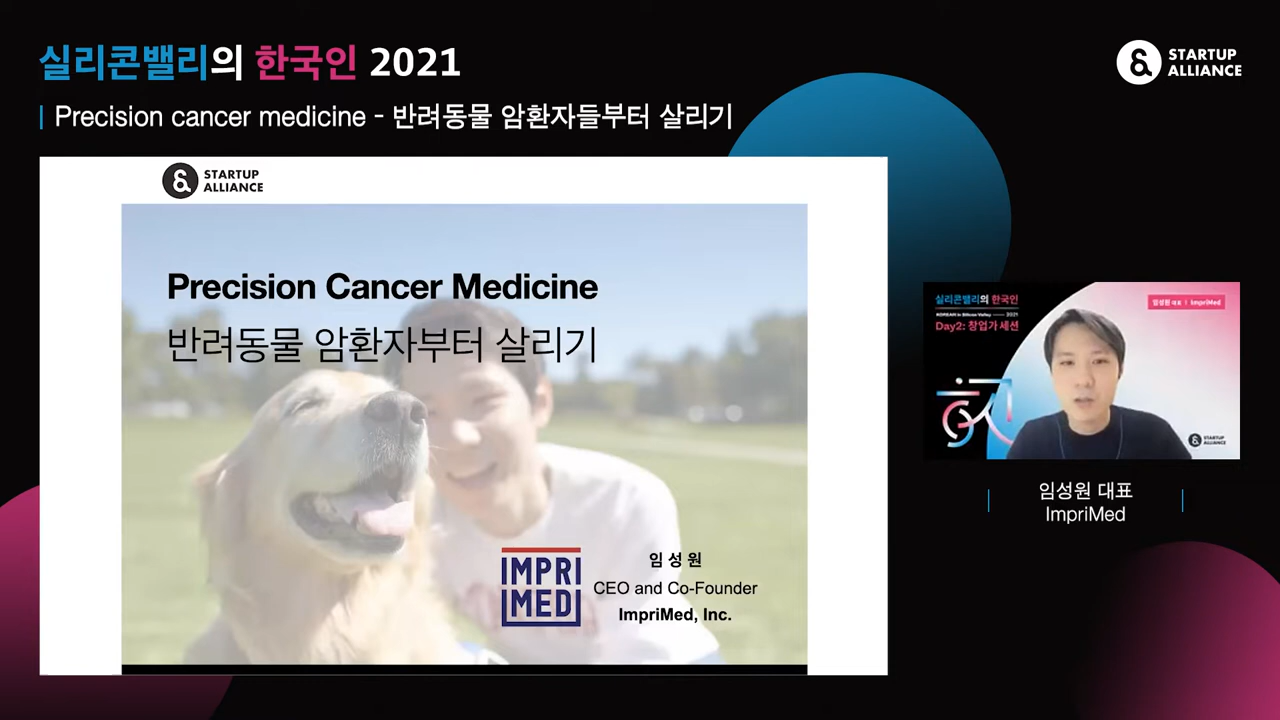 실리콘밸리의 한국인 2021
Precision cancer medicine - 반려동물 암환자들부터 살리기
STARTUP
ALLIANCE
STARTUP
ALLIANCE
Precision Cancer Medicine
반려동물 암환자부터 살리기
IMPRI
MED
임성원
CEO and Co-Founder
ImpriMed, Inc.
실리콘밸리의 한국인
KOREAN in Silicon Valley 2021
Day2: 창업가 세션
임성원 대표 | ImpriMed
STARTUP
ALLIANCE
임성원 대표
ImpriMed